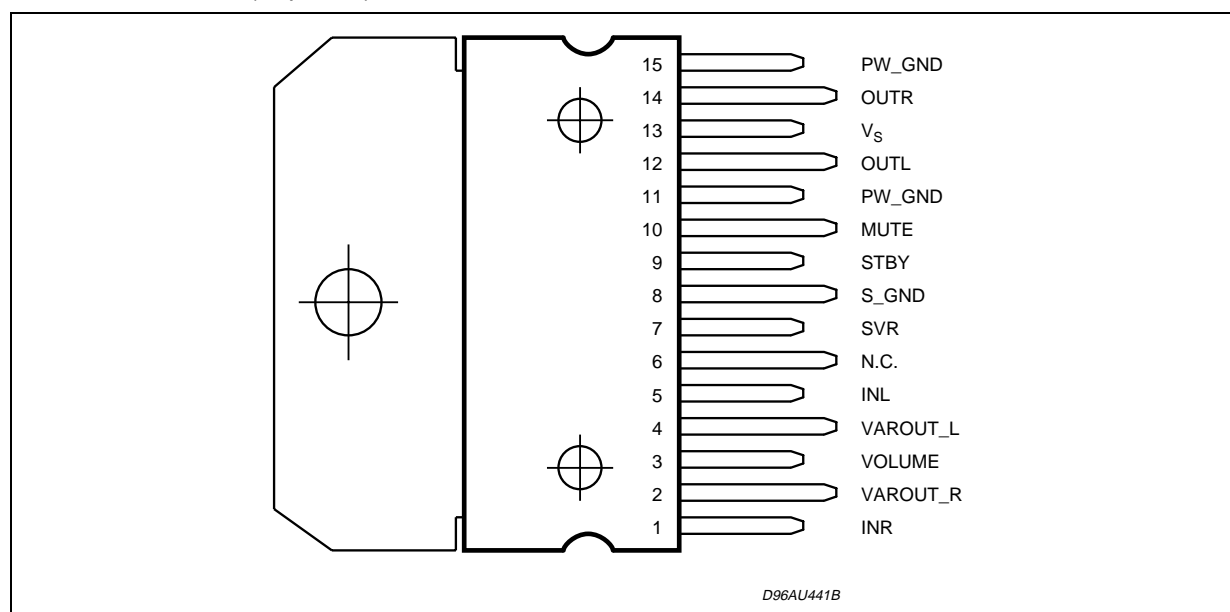 15 PW_GND
14 OUTR
13 VS
12 OUTL
11 PW_GND
10 MUTE
9 STBY
8 S_GND
7 SVR
6 N.C.
5 INL
4 VAROUT_L
3 VOLUME
2 VAROUT_R
1 INR
D96AU441B